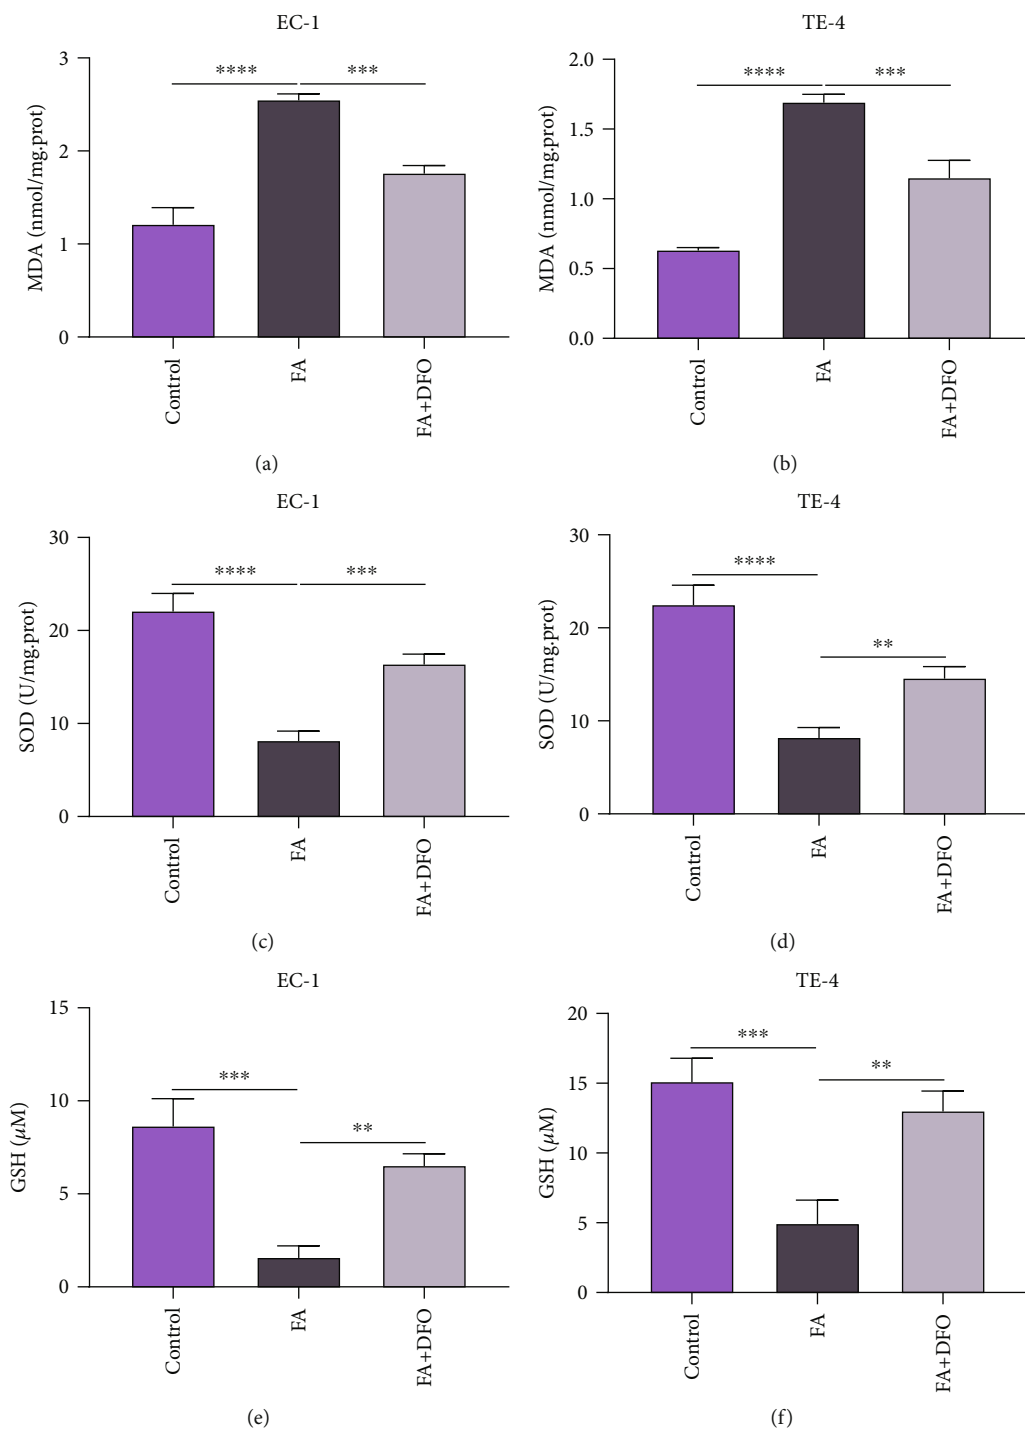 EC-1
MDA (nmol/mg.prot)
3
2
1
0
****
***
Control
FA
FA+DFO
(a)
TE-4
MDA (nmol/mg.prot)
2.0
1.5
1.0
0.5
0.0
****
***
Control
FA
FA+DFO
(b)
EC-1
SOD (U/mg.prot)
30
20
10
0
****
***
Control
FA
FA+DFO
(c)
TE-4
SOD (U/mg.prot)
30
20
10
0
****
**
Control
FA
FA+DFO
(d)
EC-1
GSH (μM)
15
10
5
0
***
**
Control
FA
FA+DFO
(e)
TE-4
GSH (μM)
20
15
10
5
0
***
**
Control
FA
FA+DFO
(f)